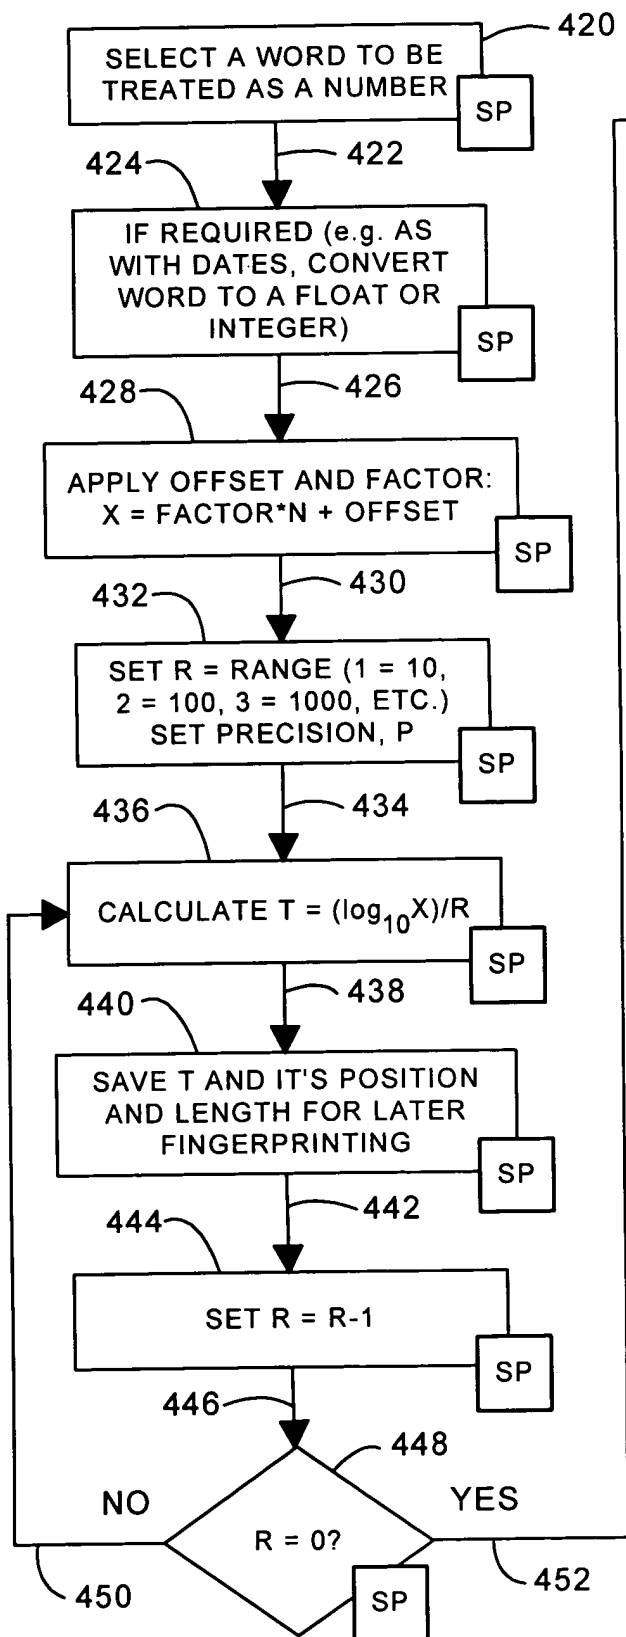 420
SELECT A WORD TO BE
TREATED AS A NUMBER
SP
422
424
IF REQUIRED (e.g. AS
WITH DATES, CONVERT
WORD TO A FLOAT OR
INTEGER)
SP
426
428
APPLY OFFSET AND FACTOR:
X = FACTOR*N + OFFSET
SP
430
432
SET R = RANGE (1 = 10,
2 = 100, 3 = 1000, ETC.)
SET PRECISION, P
SP
434
436
CALCULATE T = (log₁₀X)/R
SP
438
440
SAVE T AND IT'S POSITION
AND LENGTH FOR LATER
FINGERPRINTING
SP
442
444
SET R = R-1
SP
446
448
NO
YES
R = 0?
450
452
SP